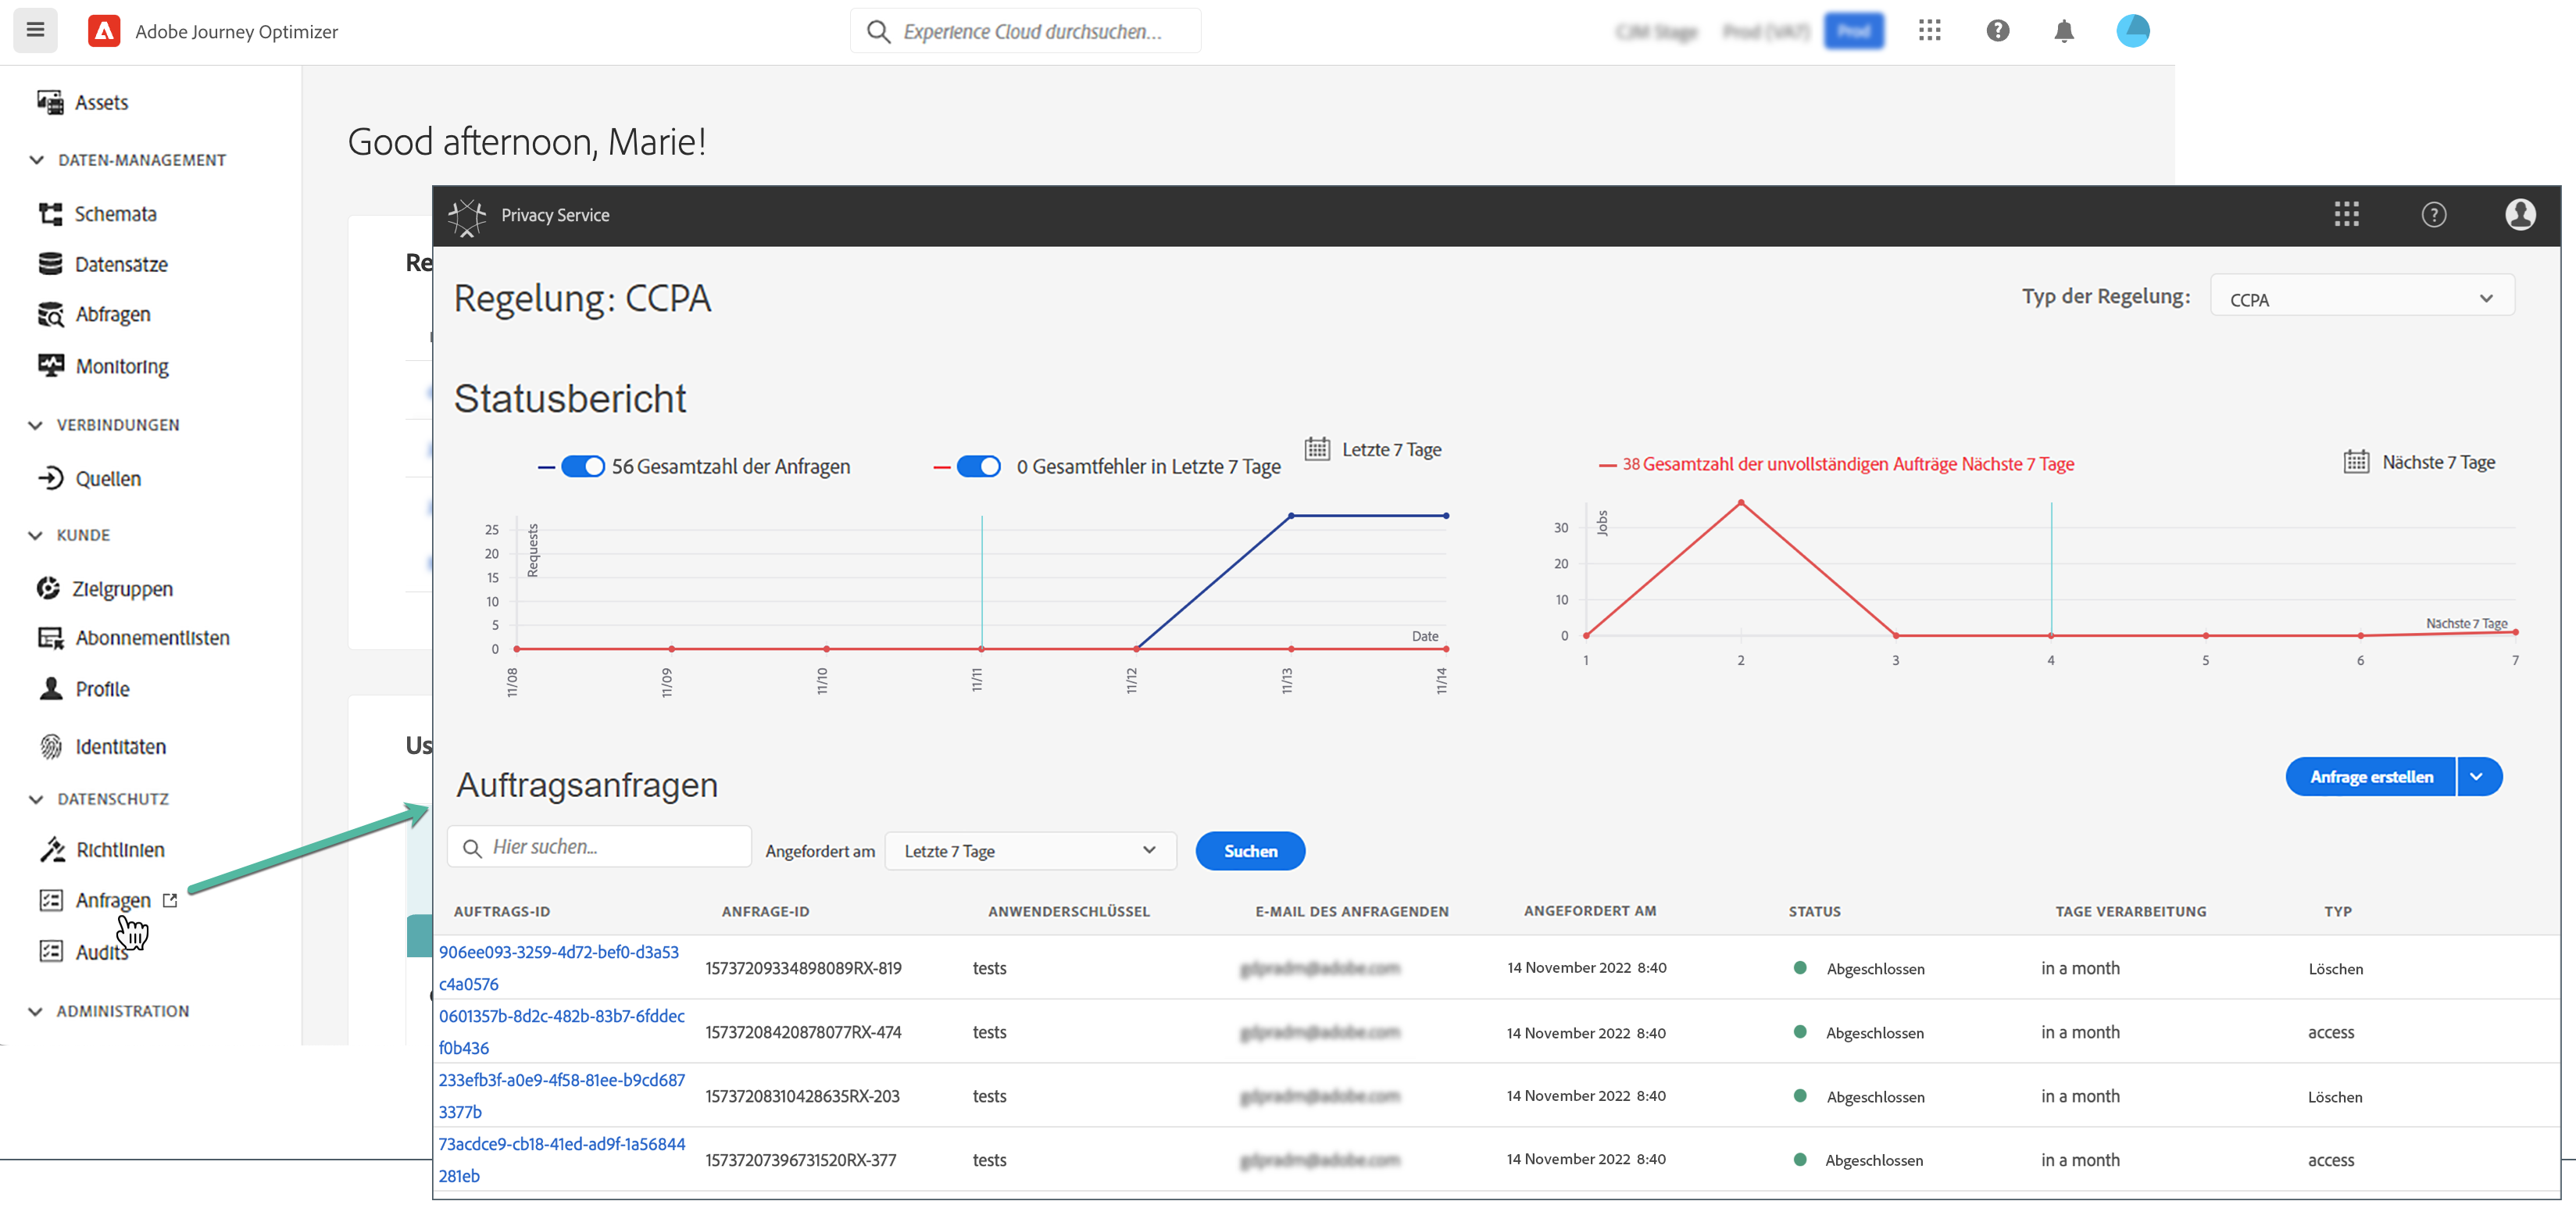 Adobe Journey Optimizer
Experience Cloud durchsuchen...
Prod
Assets
DATEN-MANAGEMENT
Schemata
Datensätze
Abfragen
Monitoring
VERBINDUNGEN
Quellen
KUNDE
Zielgruppen
Abonnementlisten
Profile
Identitäten
DATENSCHUTZ
Richtlinien
Anfragen
Audits
ADMINISTRATION
Good afternoon, Marie!
Re
Us
Privacy Service
Regelung: CCPA
Typ der Regelung: CCPA
Statusbericht
56 Gesamtzahl der Anfragen
0 Gesamtfehler in Letzte 7 Tage
Letzte 7 Tage
25
20
15
10
5
0
Requests
Date
11/08 11/09 11/10 11/11 11/12 11/13 11/14
38 Gesamtzahl der unvollständigen Aufträge Nächste 7 Tage
Nächste 7 Tage
30
20
10
0
Jobs
Nächste 7 Tage
1 2 3 4 5 6 7
Auftragsanfragen
Anfrage erstellen
Hier suchen...
Angefordert am
Letzte 7 Tage
Suchen
AUFTRAGS-ID ANFRAGE-ID ANWENDERSCHLÜSSEL E-MAIL DES ANFRAGENDEN ANGEFORDERT AM STATUS TAGE VERARBEITUNG TYP
906ee093-3259-4d72-bef0-d3a53
c4a0576
15737209334898089RX-819 tests 14 November 2022 8:40 Abgeschlossen in a month Löschen
0601357b-8d2c-482b-83b7-6fddec
f0b436
15737208420878077RX-474 tests 14 November 2022 8:40 Abgeschlossen in a month access
233efb3f-a0e9-4f58-81ee-b9cd687
3377b
15737208310428635RX-203 tests 14 November 2022 8:40 Abgeschlossen in a month Löschen
73acdce9-cb18-41ed-ad9f-1a56844
281eb
15737207396731520RX-377 tests 14 November 2022 8:40 Abgeschlossen in a month access